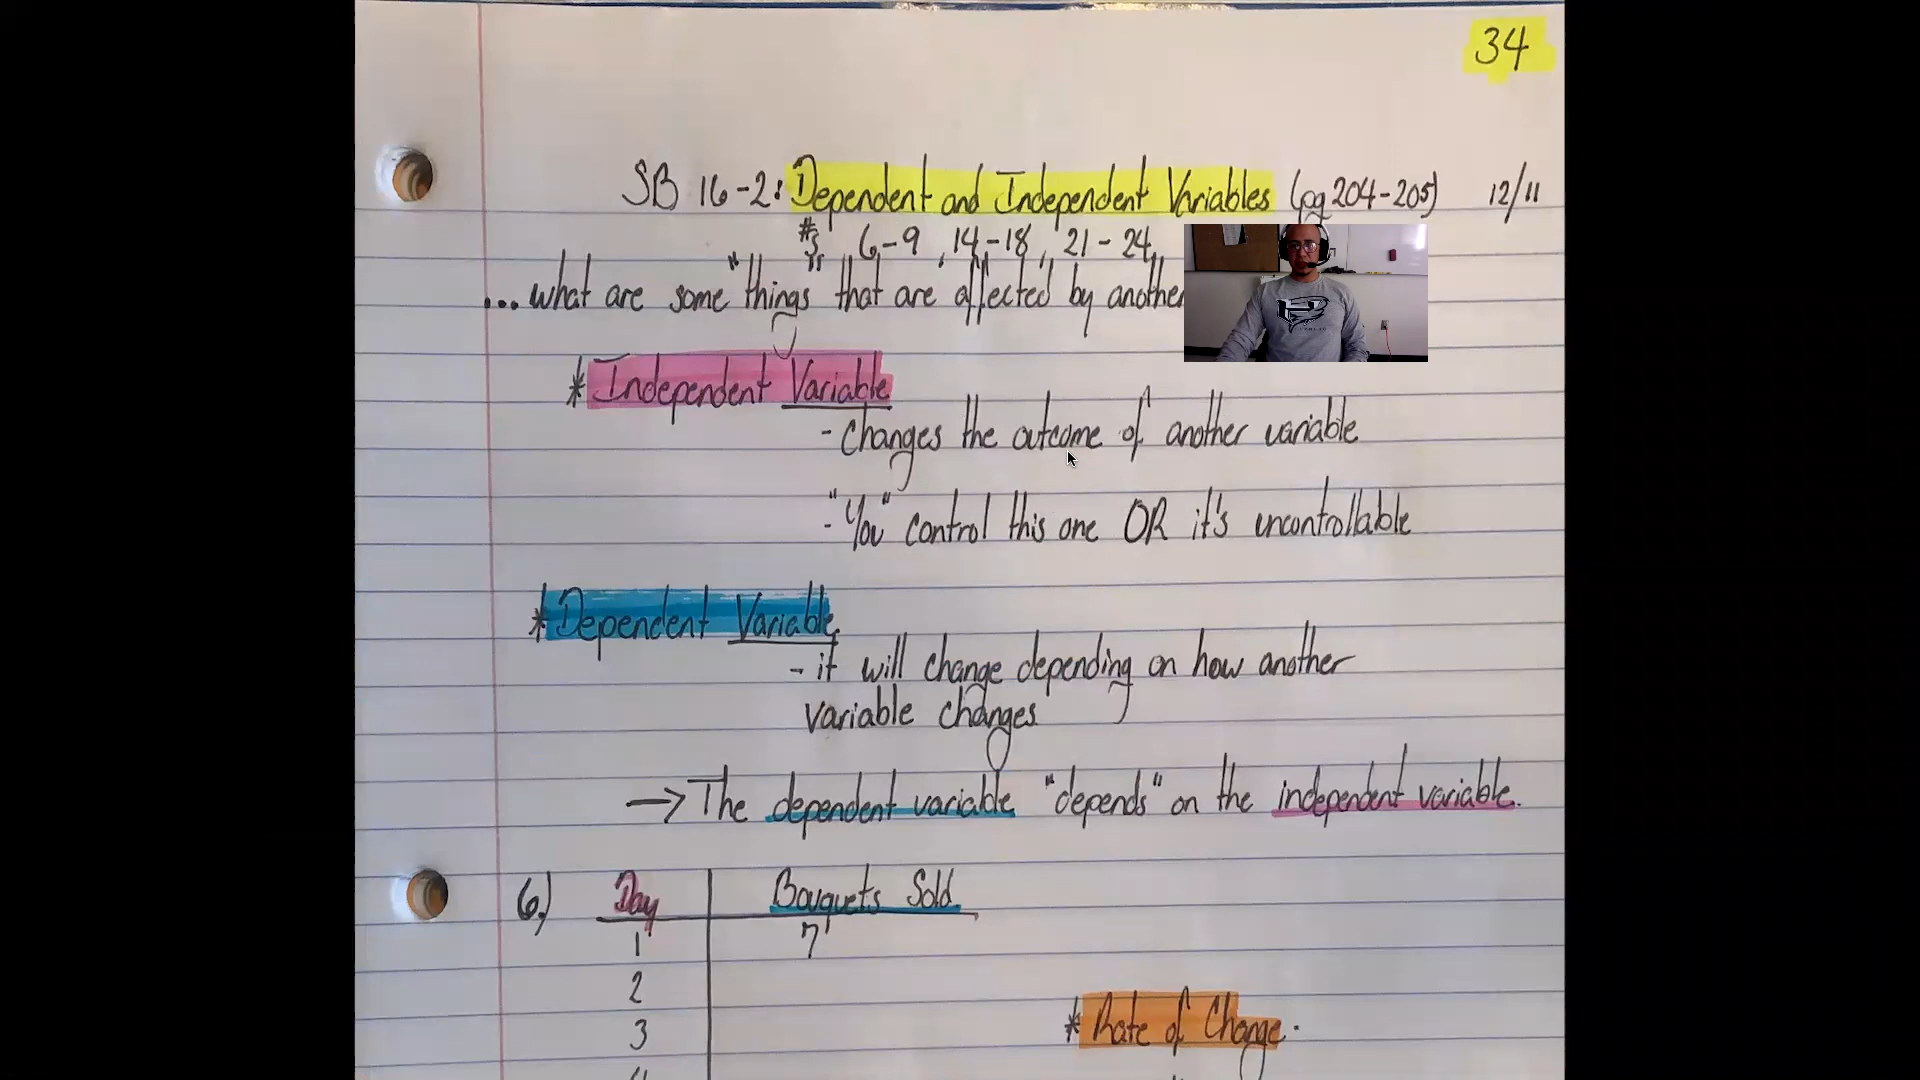 34
SB 16-2: Dependent and Independent Variables (pg 204-205) 12/11
#'s 6-9, 14-18, 21-24
...what are some "things" that are affected by another
* Independent Variable
- changes the outcome of another variable
- "You" control this one OR it's uncontrollable
* Dependent Variable
- it will change depending on how another
variable changes
→ The dependent variable "depends" on the independent variable.
6.) Day Bouquets Sold
1 7
2
3
* Rate of Change.